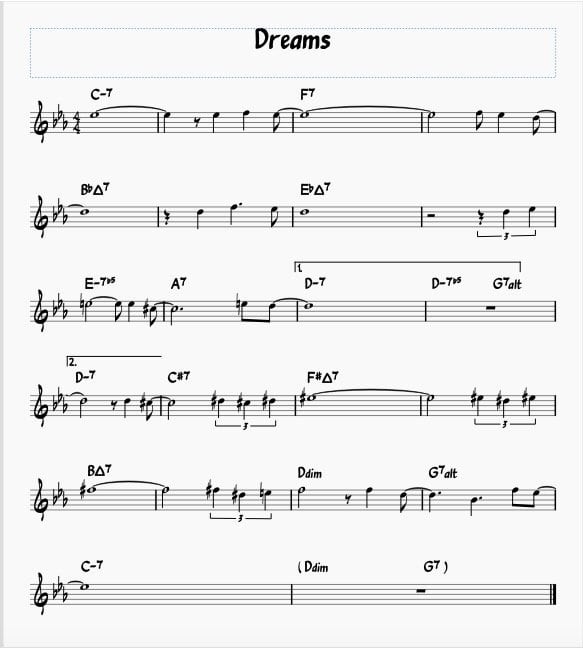 Dreams
C-7 F7
4
4
B♭Δ7 E♭Δ7
3
E-7♭5 A7 1. D-7 D-7♭5 G7alt
2. D-7 C#7 F#Δ7
3 3
BΔ7 Ddim G7alt
3
C-7 (Ddim G7)